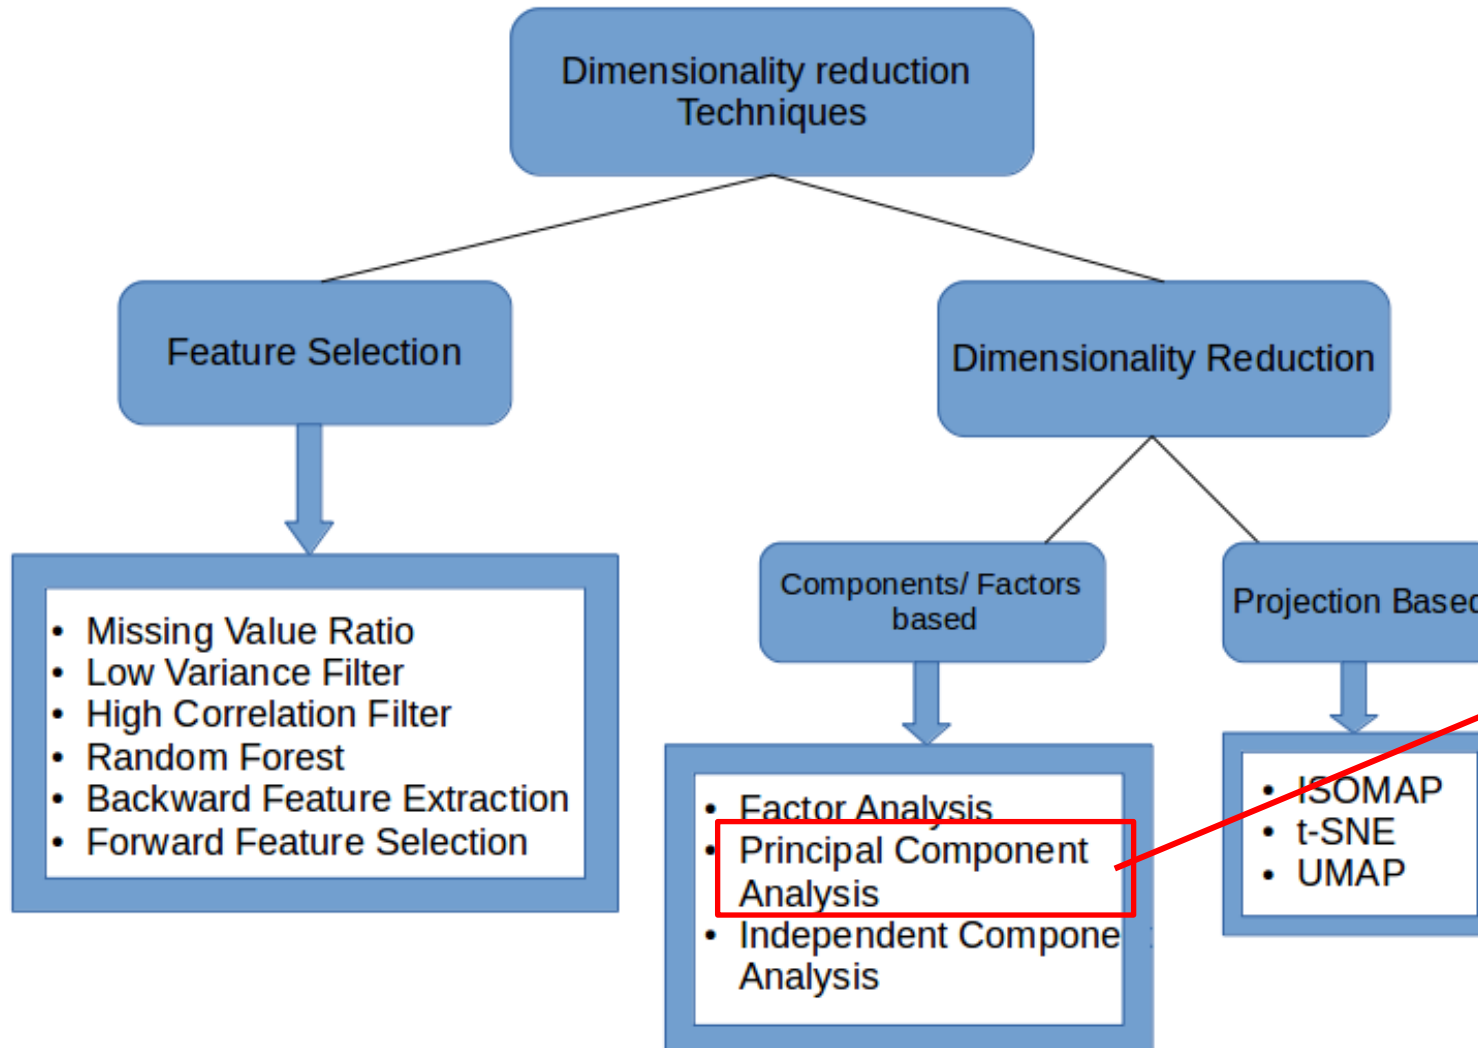 Dimensionality reduction
Techniques
Feature Selection
Dimensionality Reduction
• Missing Value Ratio
• Low Variance Filter
• High Correlation Filter
• Random Forest
• Backward Feature Extraction
• Forward Feature Selection
Components/ Factors
based
• Factor Analysis
• Principal Component
Analysis
• Independent Compone
Analysis
Projection Based
• ISOMAP
• t-SNE
• UMAP